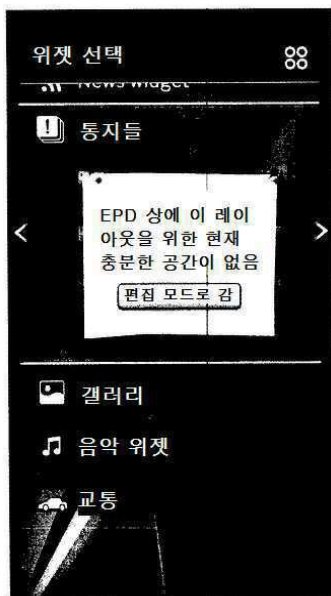 위젯 선택
News widget
통지들
EPD 상에 이 레이
아웃을 위한 현재
충분한 공간이 없음
편집 모드로 감
갤러리
음악 위젯
교통